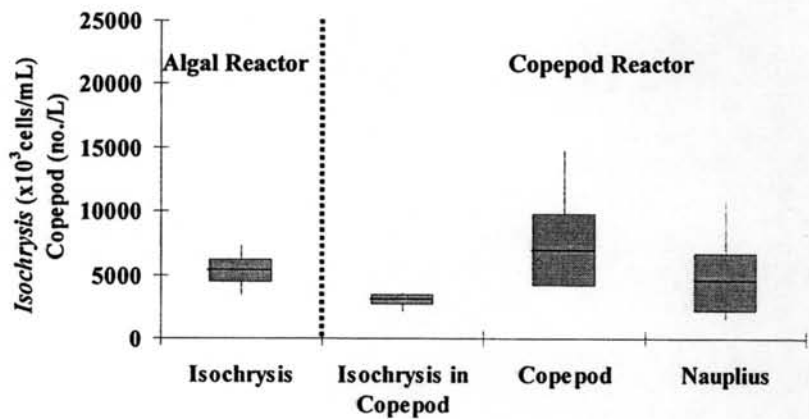 Isochrysis (x10³cells/mL)
Copepod (no./L)
25000
20000
15000
10000
5000
0
Algal Reactor
Copepod Reactor
Isochrysis
Isochrysis in
Copepod
Copepod
Nauplius